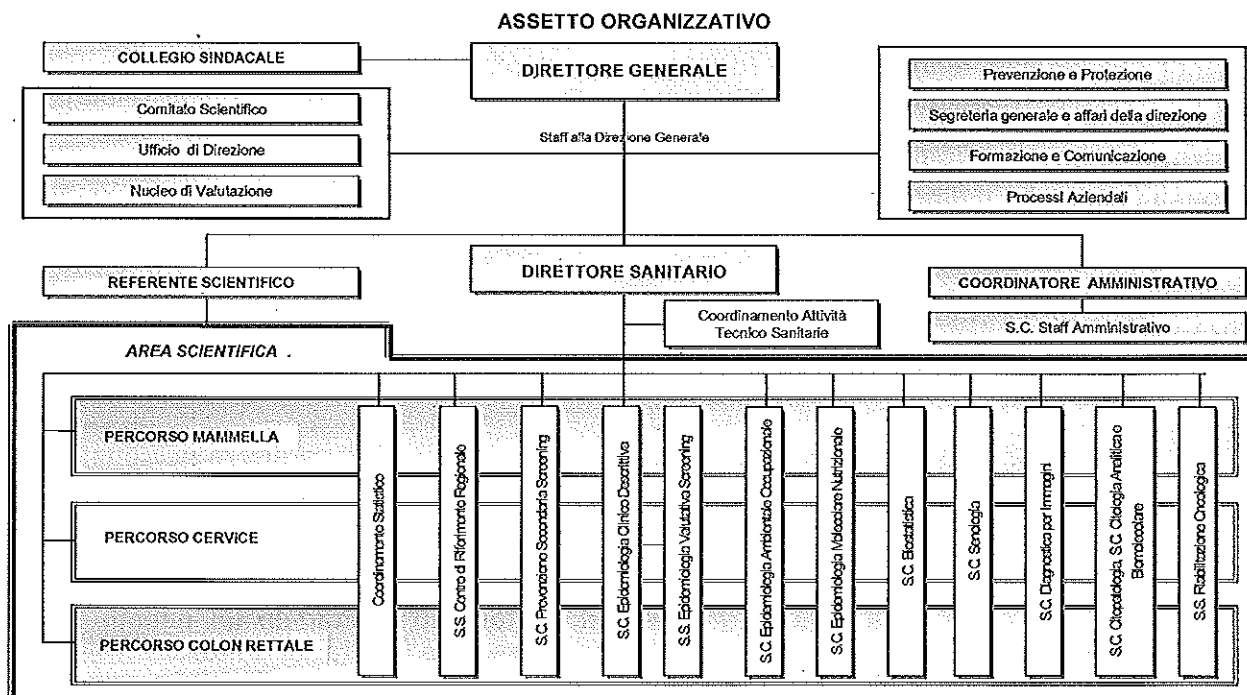 ASSETTO ORGANIZZATIVO
COLLEGIO SINDACALE
DIRETTORE GENERALE
Comitato Scientifico
Ufficio di Direzione
Nucleo di Valutazione
Staff alla Direzione Generale
Prevenzione e Protezione
Segreteria generale e affari della direzione
Formazione e Comunicazione
Processi Aziendali
REFERENTE SCIENTIFICO
DIRETTORE SANITARIO
COORDINATORE AMMINISTRATIVO
Coordinamento Attività
Tecnico Sanitarie
S.C. Staff Amministrativo
AREA SCIENTIFICA
PERCORSO MAMMELLA
PERCORSO CERVICE
PERCORSO COLON RETTALE
Coordinamento Statistico
S.S. Centro di Riferimento Regionale
S.C. Prevenzione Secondaria Screening
S.C. Epidemiologia Clinico Descrittiva
S.S. Epidemiologia Valutativa Screening
S.C. Epidemiologia Ambientale Occupazionale
S.C. Epidemiologia Molecolare Nutrizionale
S.C. Biostatistica
S.C. Senologia
S.C. Diagnostica per Immagini
S.C. Citopatologia, S.C. Citologia Analitica e
Biomolecolare
S.S. Riabilitazione Oncologica